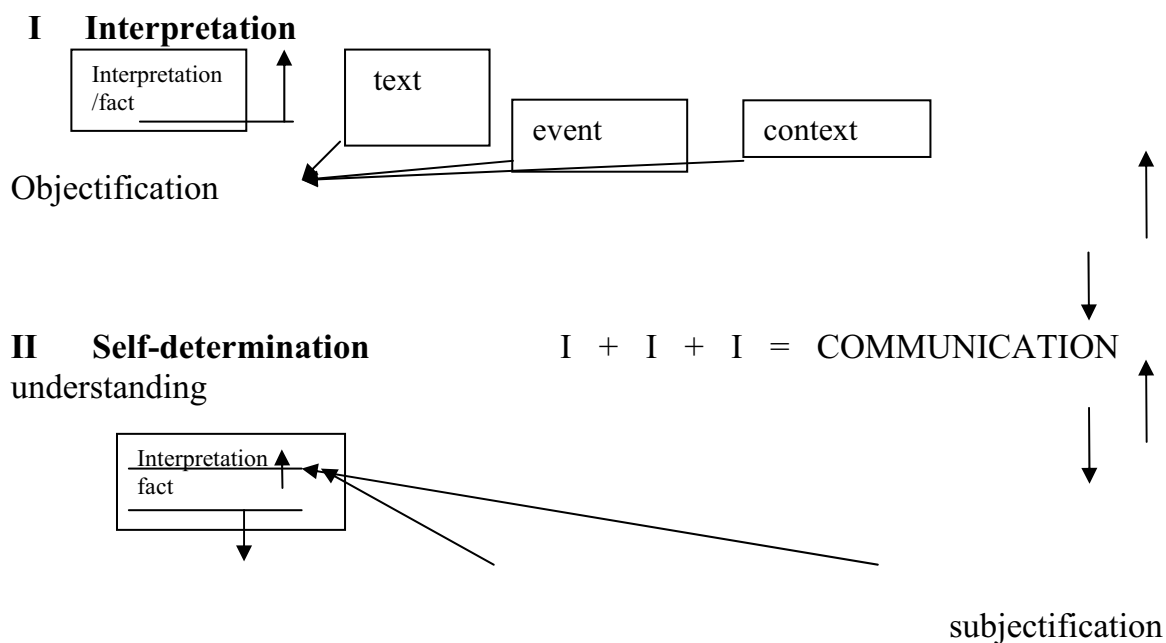 I Interpretation
Interpretation
/fact
text
event
context
Objectification
II Self-determination
I + I + I = COMMUNICATION
understanding
Interpretation
fact
subjectification